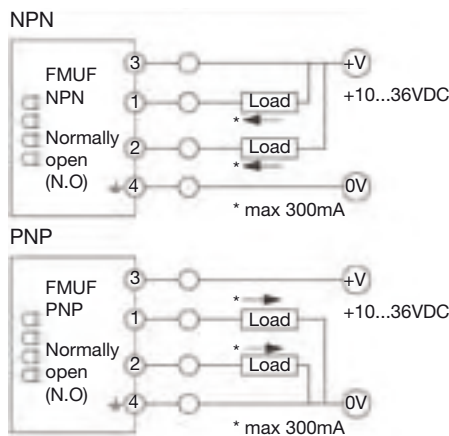 NPN
FMUF
NPN
Normally
open
(N.O)
3
+V
+10...36VDC
1
Load
*
2
Load
*
4
0V
* max 300mA
PNP
FMUF
PNP
Normally
open
(N.O)
3
+V
+10...36VDC
*
1
Load
*
2
Load
4
0V
* max 300mA